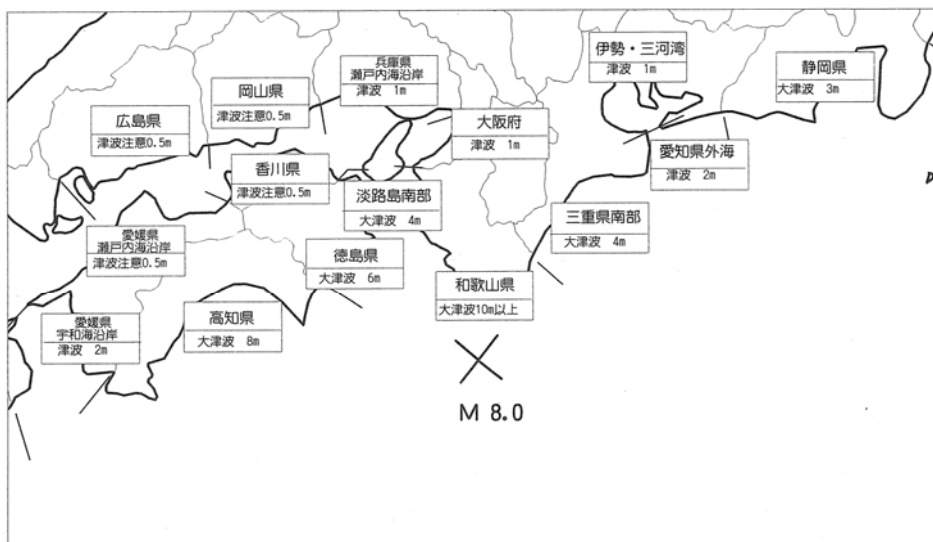 伊勢・三河湾
津波 1m
静岡県
大津波 3m
兵庫県
瀬戸内海沿岸
津波 1m
岡山県
津波注意0.5m
広島県
津波注意0.5m
大阪府
津波 1m
愛知県外海
津波 2m
香川県
津波注意0.5m
淡路島南部
大津波 4m
三重県南部
大津波 4m
愛媛県
瀬戸内海沿岸
津波注意0.5m
徳島県
大津波 6m
和歌山県
大津波10m以上
高知県
大津波 8m
愛媛県
宇和海沿岸
津波 2m
M 8.0